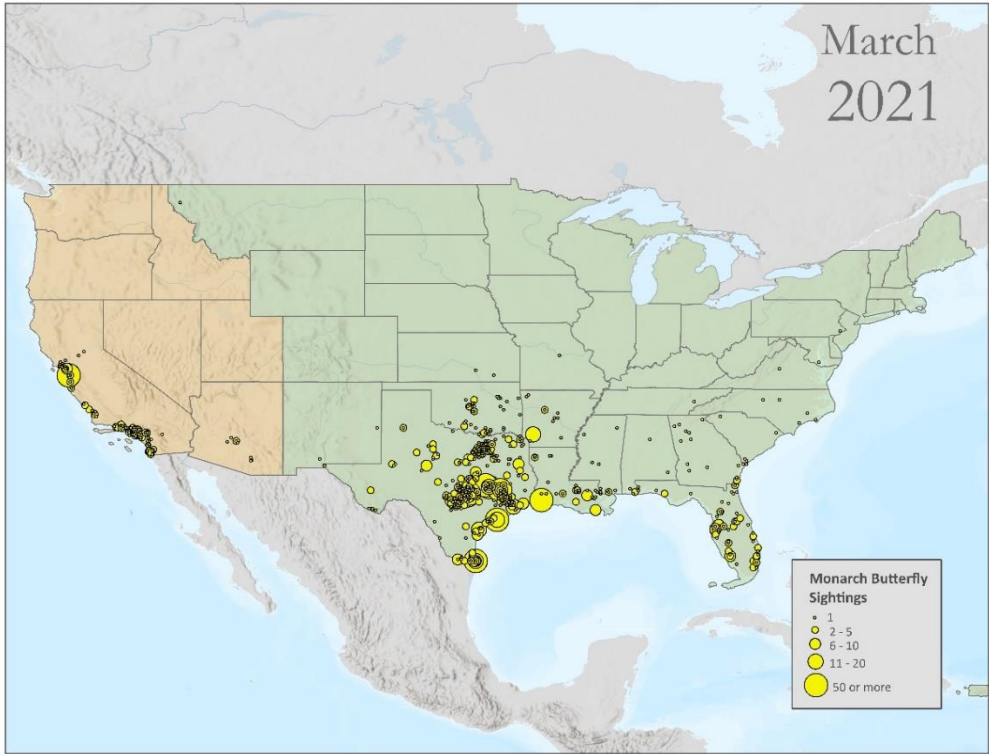 March
2021
Monarch Butterfly
Sightings
1
2 - 5
6 - 10
11 - 20
50 or more